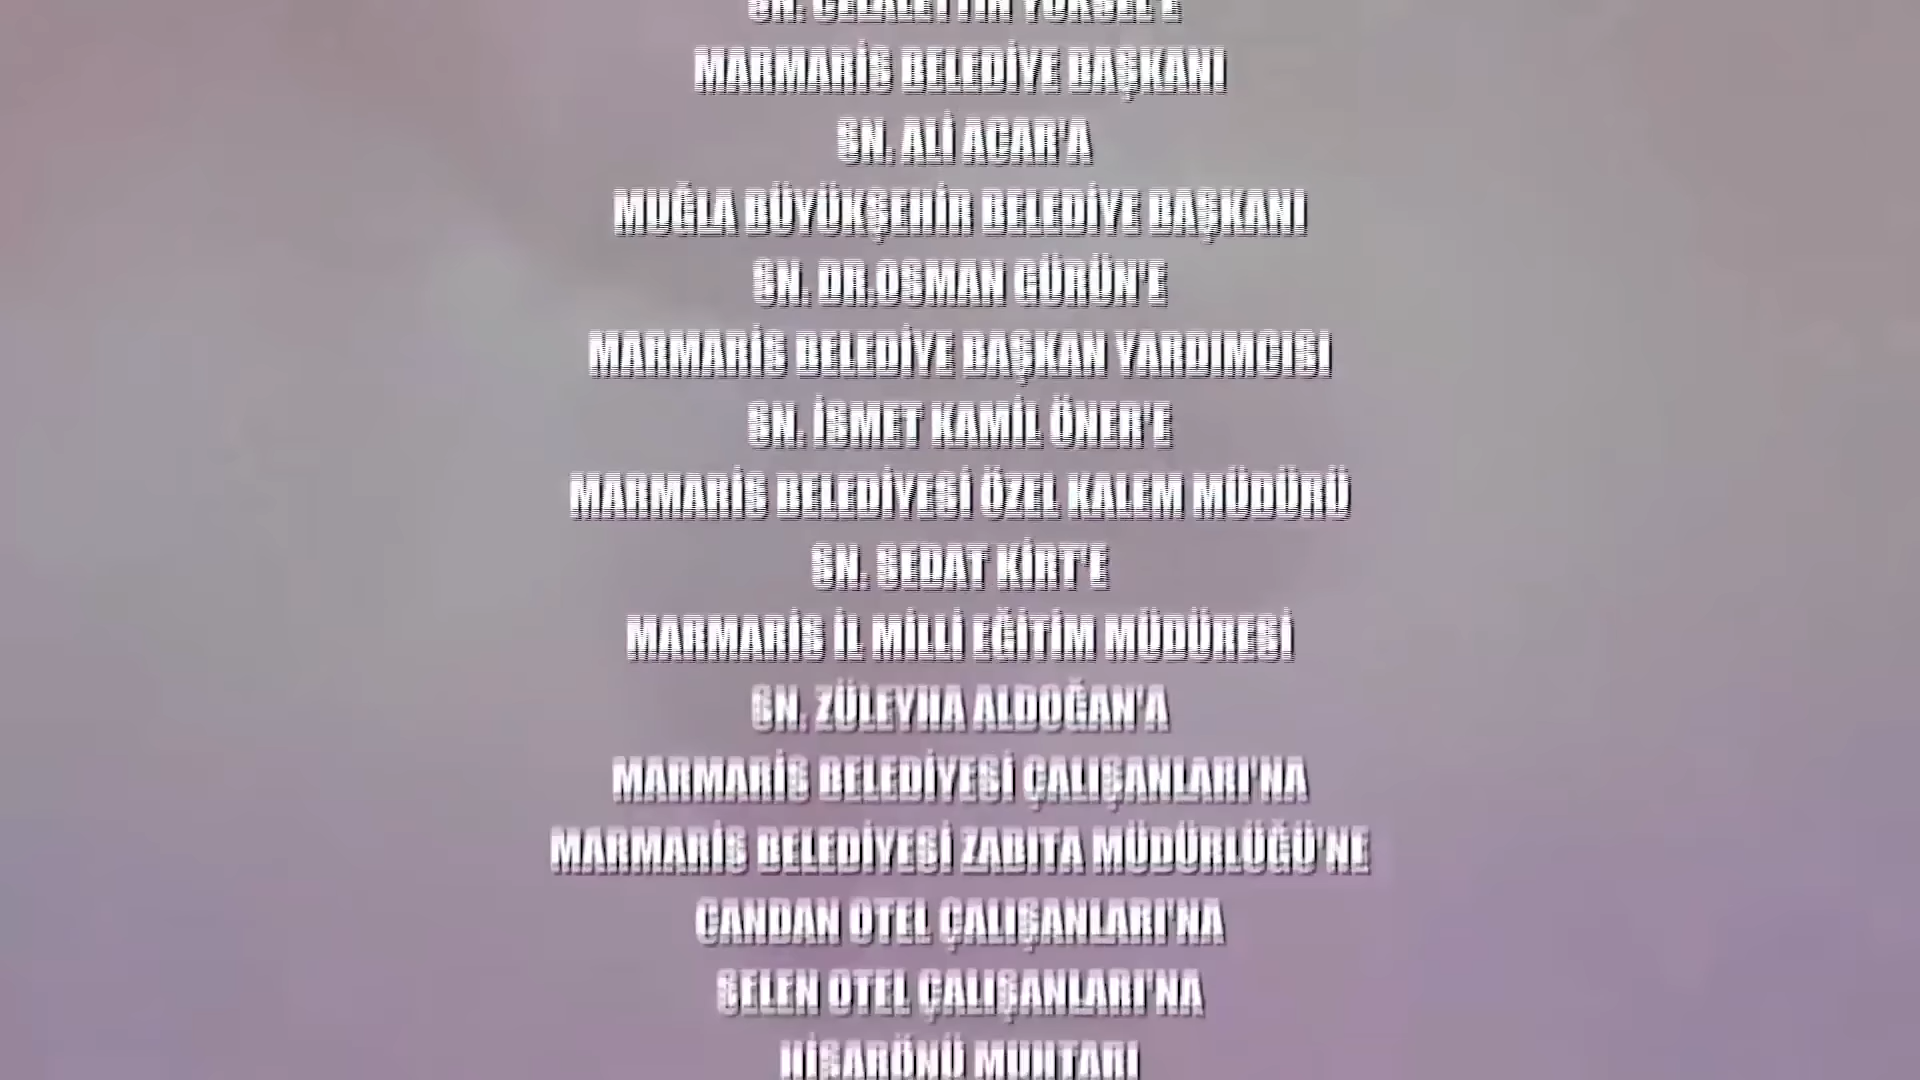 SN. CELALETTİN YÜKSEL'E
MARMARİS BELEDİYE BAŞKANI
SN. ALİ ACAR'A
MUĞLA BÜYÜKŞEHİR BELEDİYE BAŞKANI
SN. DR.OSMAN GÜRÜN'E
MARMARİS BELEDİYE BAŞKAN YARDIMCISI
SN. İSMET KAMİL ÖNER'E
MARMARİS BELEDİYESİ ÖZEL KALEM MÜDÜRÜ
SN. SEDAT KİRT'E
MARMARİS İL MİLLİ EĞİTİM MÜDÜRESİ
SN. ZÜLEYHA ALDOĞAN'A
MARMARİS BELEDİYESİ ÇALIŞANLARI'NA
MARMARİS BELEDİYESİ ZABITA MÜDÜRLÜĞÜ'NE
CANDAN OTEL ÇALIŞANLARI'NA
SELEN OTEL ÇALIŞANLARI'NA
HİSARÖNÜ MUHTARI